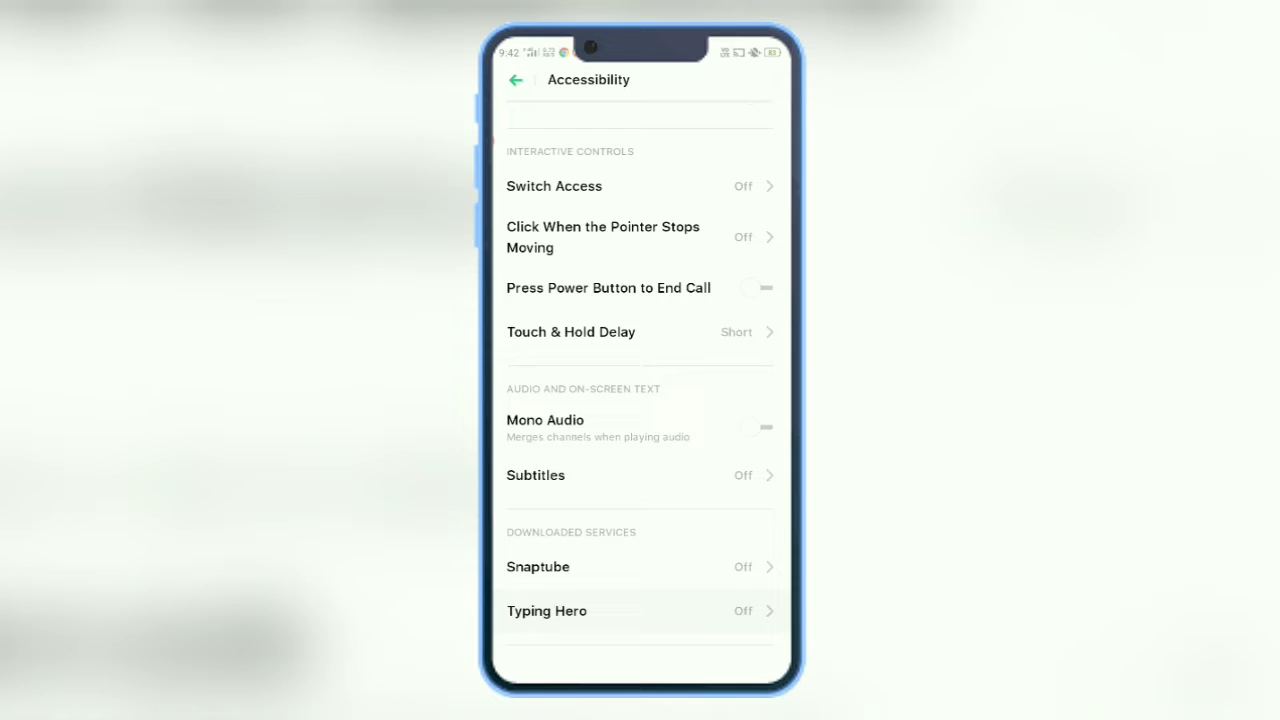 9:42
Accessibility
INTERACTIVE CONTROLS
Switch Access Off
Click When the Pointer Stops
Moving Off
Press Power Button to End Call
Touch & Hold Delay Short
AUDIO AND ON-SCREEN TEXT
Mono Audio
Merges channels when playing audio
Subtitles Off
DOWNLOADED SERVICES
Snaptube Off
Typing Hero Off